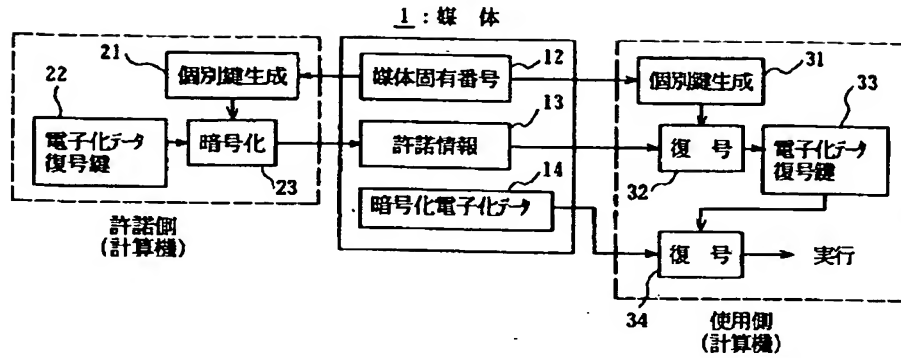 1:媒 体
21
個別鍵生成
22
電子化データ
復号鍵
暗号化
23
許諾側
(計算機)
12
媒体固有番号
13
許諾情報
14
暗号化電子化データ
31
個別鍵生成
33
復 号
32
電子化データ
復号鍵
復 号
34
実行
使用側
(計算機)